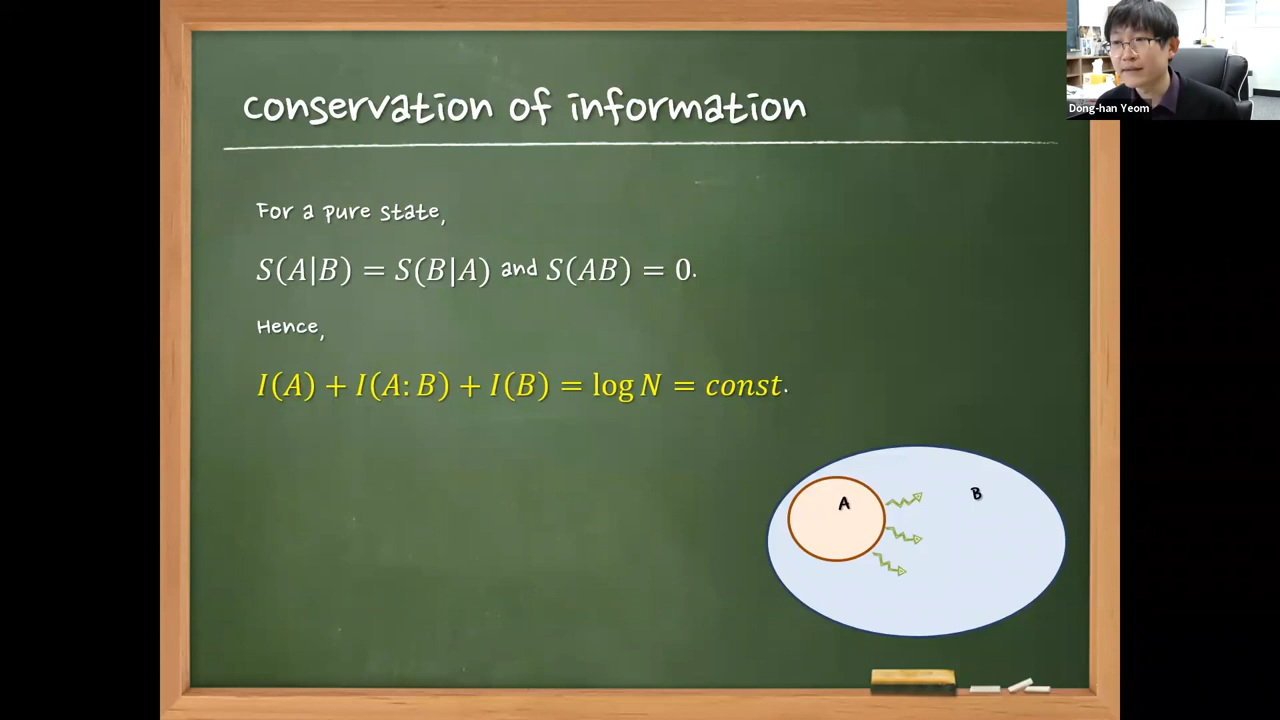 Conservation of information
Dong-han Yeom
For a pure state,
S(A|B) = S(B|A) and S(AB) = 0.
Hence,
I(A) + I(A: B) + I(B) = log N = const.
A
B